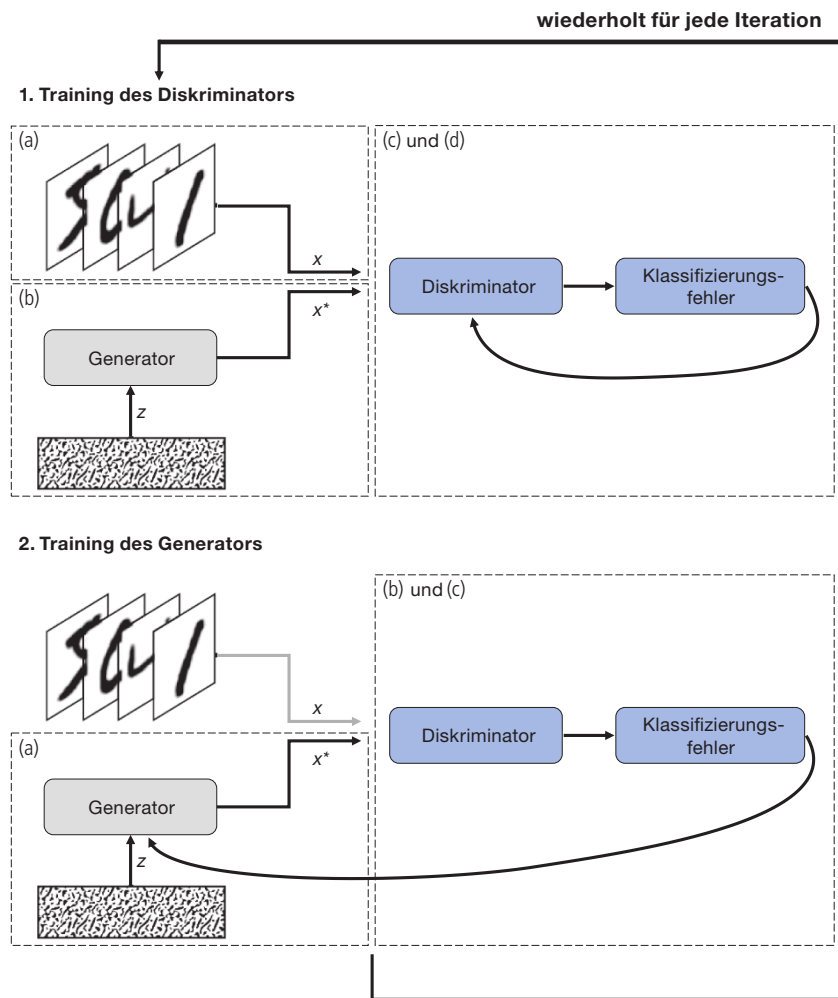 wiederholt für jede Iteration
1. Training des Diskriminators
(a)
x
(b)
x*
Generator
z
(c) und (d)
Diskriminator
Klassifizierungs-
fehler
2. Training des Generators
x
(a)
x*
Generator
z
(b) und (c)
Diskriminator
Klassifizierungs-
fehler